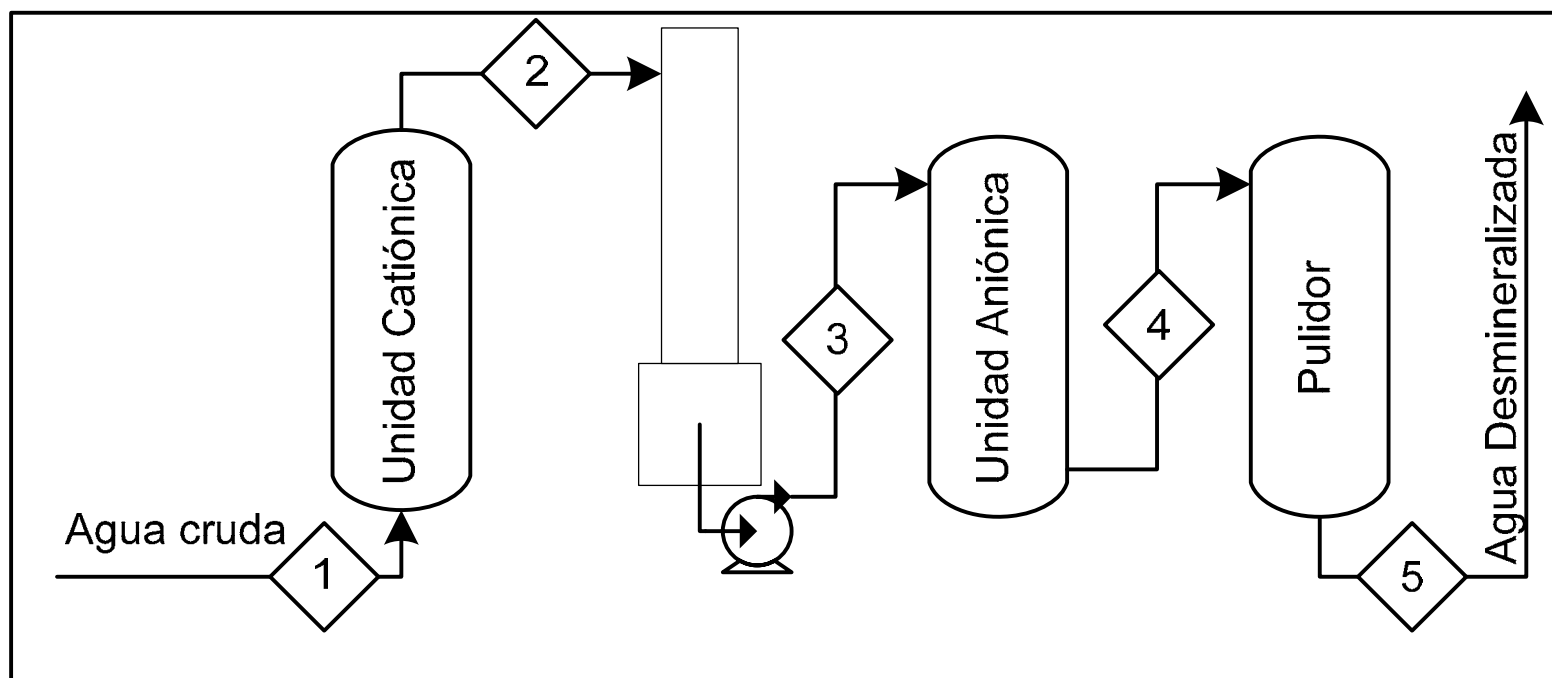 Agua cruda
1
Unidad Catiónica
2
3
Unidad Aniónica
4
Pulidor
5
Agua Desmineralizada